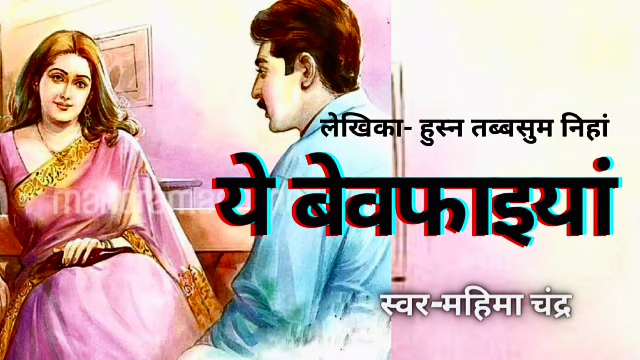 लेखिका- हुस्न तब्बसुम निहां
ये बेवफाइयां
स्वर-महिमा चंद्र